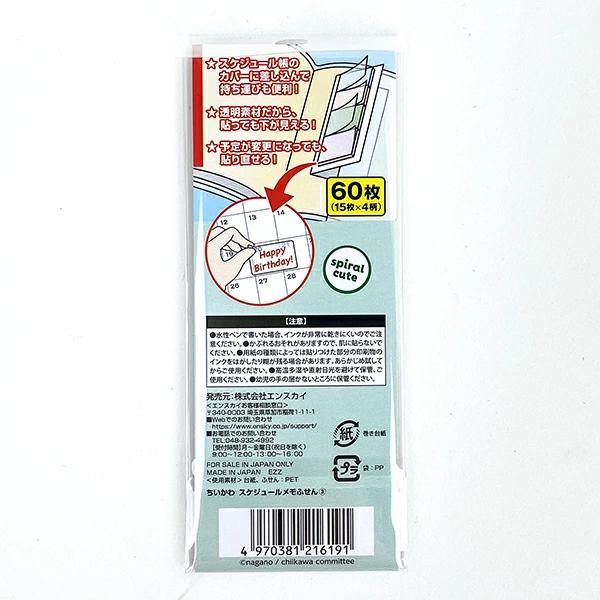 ★スケジュール帳の
カバーに差し込んで
持ち運びも便利！
★透明素材だから、
貼っても下が見える！
★予定が変更になっても、
貼り直せる！
60枚
(15枚×4柄)
12 13 14
19
Happy
Birthday!
26 27 28
spiral
cute
【注意】
●水性ペンで書いた場合、インクが非常に乾きにくいのでご注
意ください。●かぶれるおそれがありますので、肌に貼らないで
ください。●用紙の種類によっては貼りつけた部分の印刷物の
インクをはがしたり糊が残る場合があります。あらかじめ試して
からご使用ください。●高温多湿や直射日光を避けて保管、ご
使用ください。●幼児の手の届かないところに保管ください。
発売元：株式会社エンスカイ
<エンスカイお客様相談窓口>
〒340-0003 埼玉県草加市稲荷1-11-1
■Webでのお問い合わせ
https://www.ensky.co.jp/support/
■お電話でのお問い合わせ
TEL:048-932-4992
【受付時間】月〜金曜日(祝日を除く)
9:00〜12:00・13:00〜16:00
FOR SALE IN JAPAN ONLY
MADE IN JAPAN EZZ
<使用素材> 台紙、ふせん：PET
紙 巻き台紙
プラ 袋：PP
ちいかわ スケジュールメモふせん③
4 970381 216191
©nagano / chiikawa committee